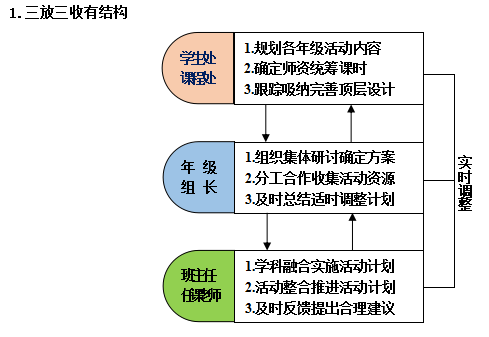 1. 三放三收有结构
学生处
课程处
1.规划各年级活动内容
2.确定师资统筹课时
3.跟踪吸纳完善顶层设计
年 级
组 长
1.组织集体研讨确定方案
2.分工合作收集活动资源
3.及时总结适时调整计划
实时调整
班主任
任课老师
1.学科融合实施活动计划
2.活动整合推进活动计划
3.及时反馈提出合理建议